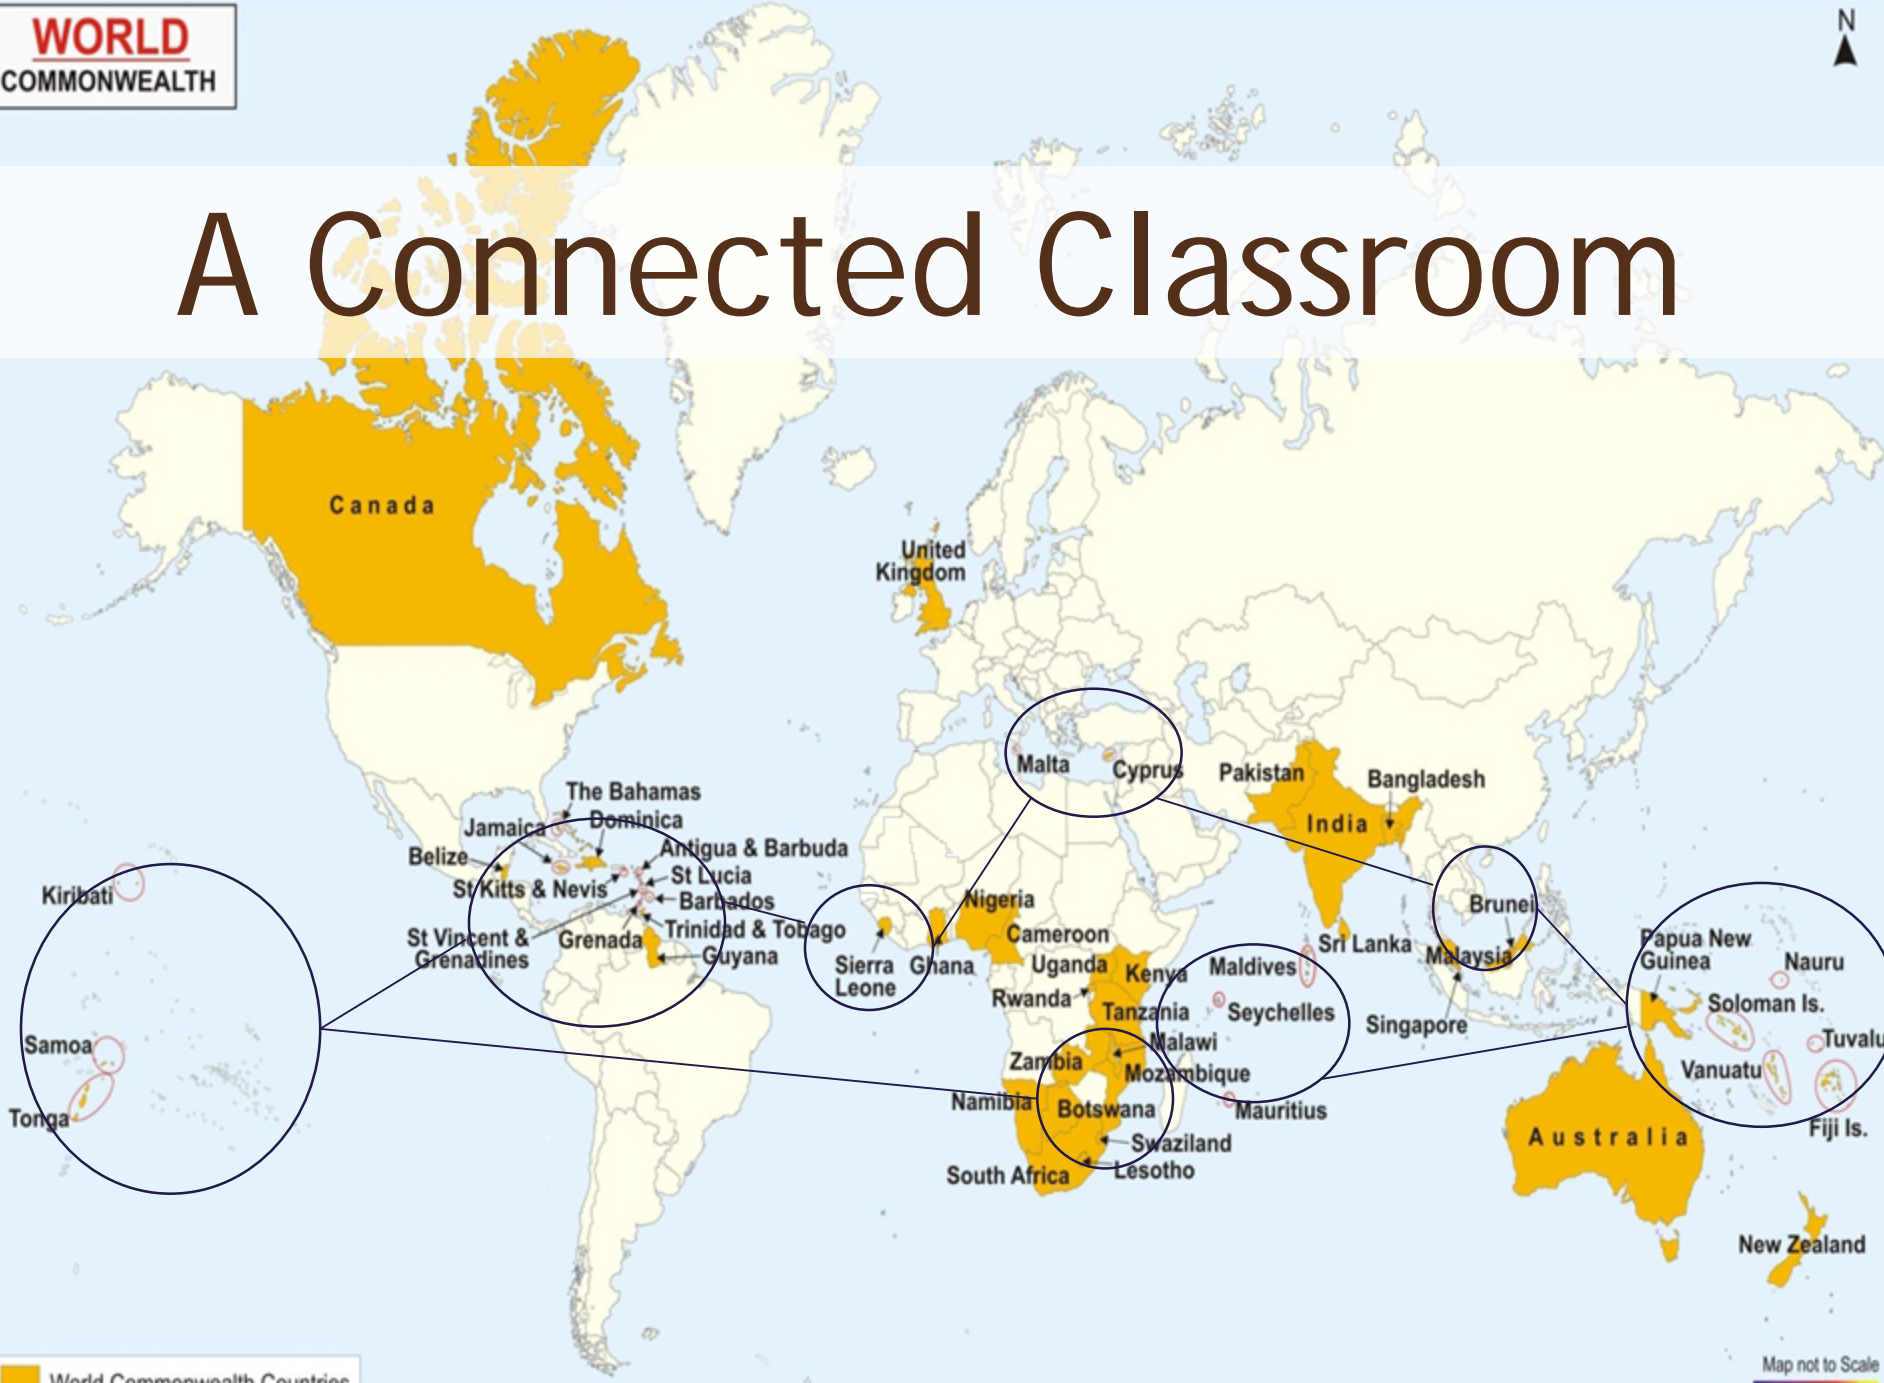 WORLD
COMMONWEALTH
N
A Connected Classroom
Canada
United
Kingdom
Malta
Cyprus
Pakistan
Bangladesh
India
The Bahamas
Dominica
Jamaica
Antigua & Barbuda
Belize
St Lucia
St Kitts & Nevis
Barbados
Trinidad & Tobago
St Vincent &
Grenadines
Grenada
Guyana
Kiribati
Samoa
Tonga
Nigeria
Cameroon
Sierra
Leone
Ghana
Uganda
Kenya
Rwanda
Tanzania
Malawi
Zambia
Mozambique
Namibia
Botswana
Swaziland
South Africa
Lesotho
Maldives
Seychelles
Mauritius
Sri Lanka
Brunei
Malaysia
Singapore
Papua New
Guinea
Nauru
Soloman Is.
Tuvalu
Vanuatu
Fiji Is.
Australia
New Zealand
World Commonwealth Countries
Map not to Scale